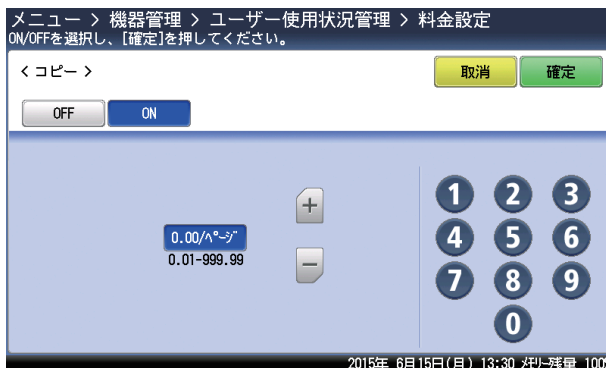 メニュー > 機器管理 > ユーザー使用状況管理 > 料金設定
ON/OFFを選択し、[確定]を押してください。
<コピー>
取消 確定
OFF ON
+
1 2 3
0.00/ﾍﾟｰｼﾞ
4 5 6
0.01-999.99
-
7 8 9
0
2015年 6月15日(月) 13:30 ﾒﾓﾘｰ残量 100%